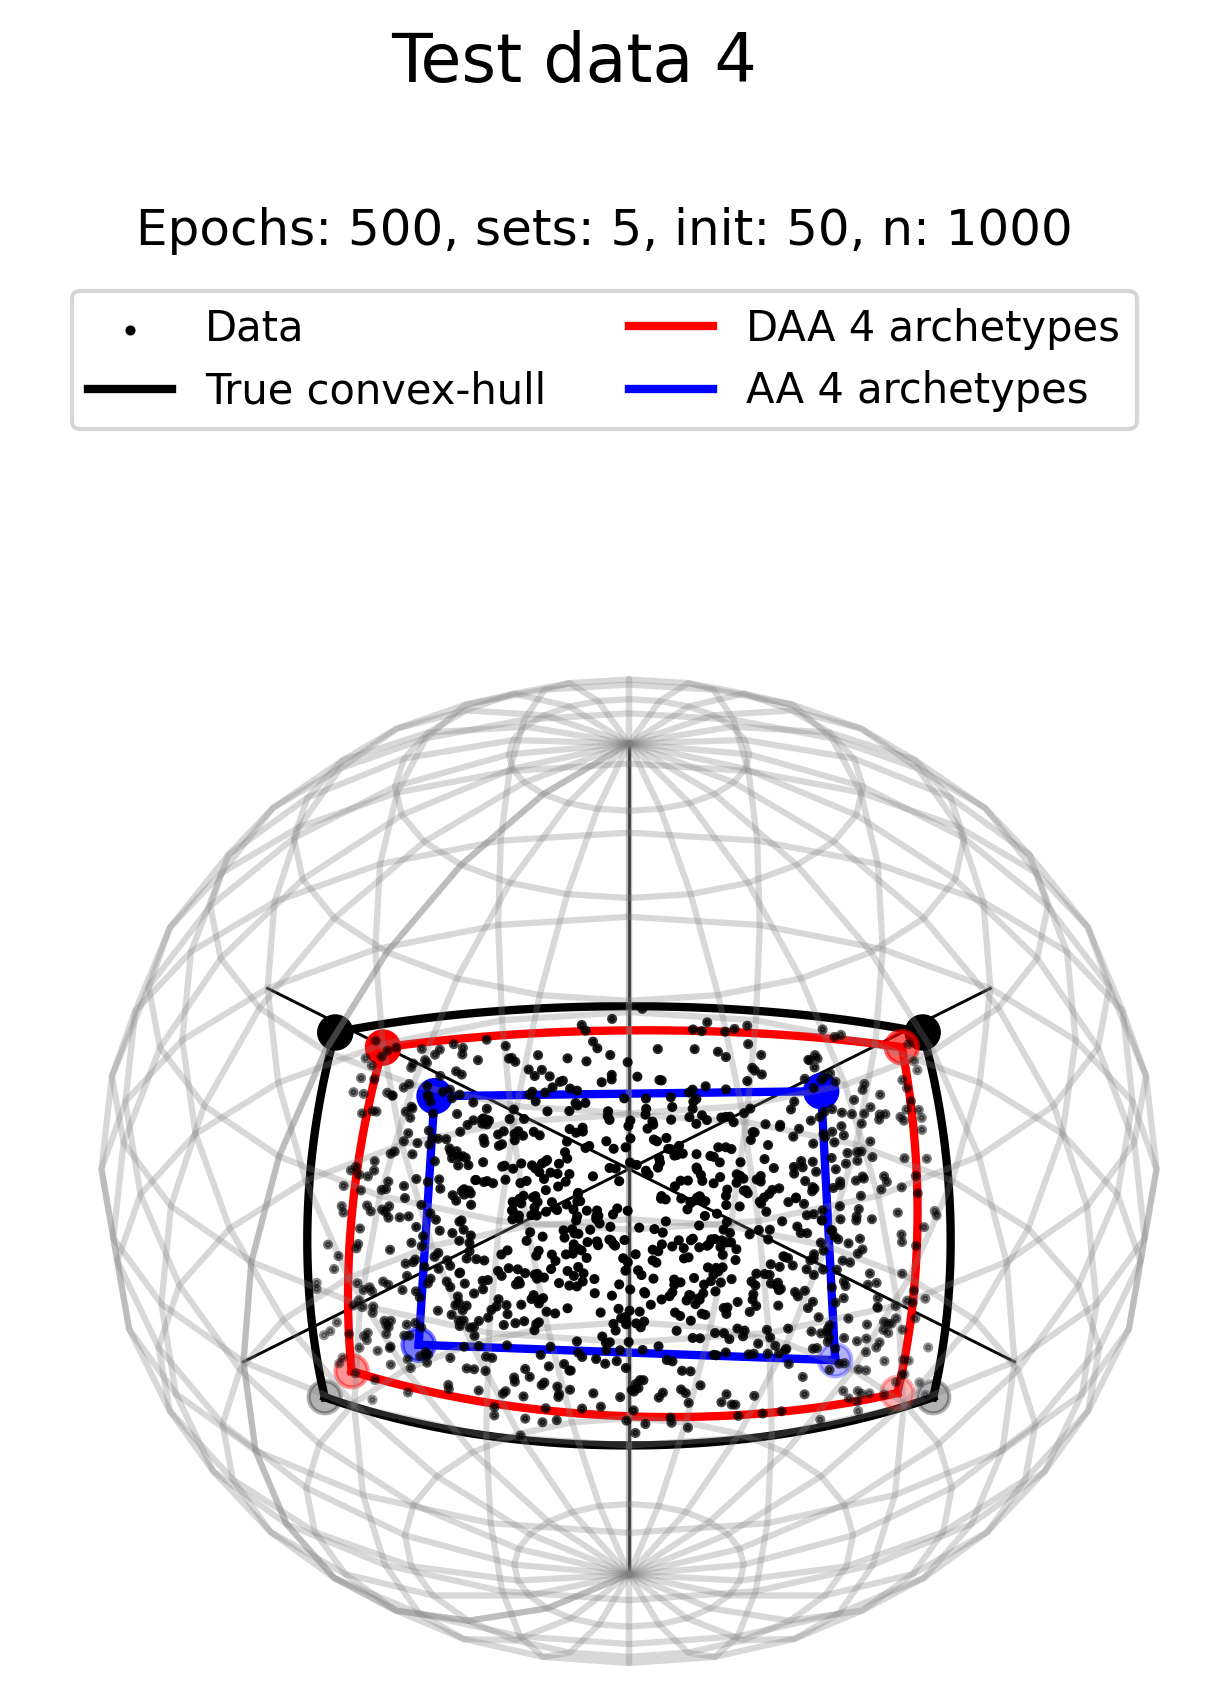 Test data 4
Epochs: 500, sets: 5, init: 50, n: 1000
Data
True convex-hull
DAA 4 archetypes
AA 4 archetypes